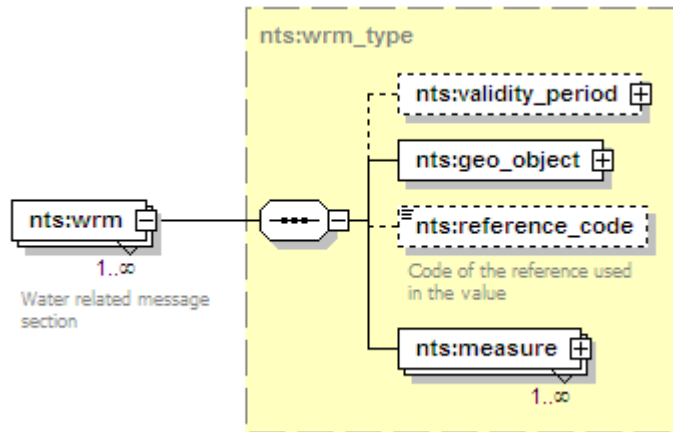 nts:wrm_type
nts:validity_period
nts:geo_object
nts:wrm
nts:reference_code
1..∞
Water related message
section
Code of the reference used
in the value
nts:measure
1..∞